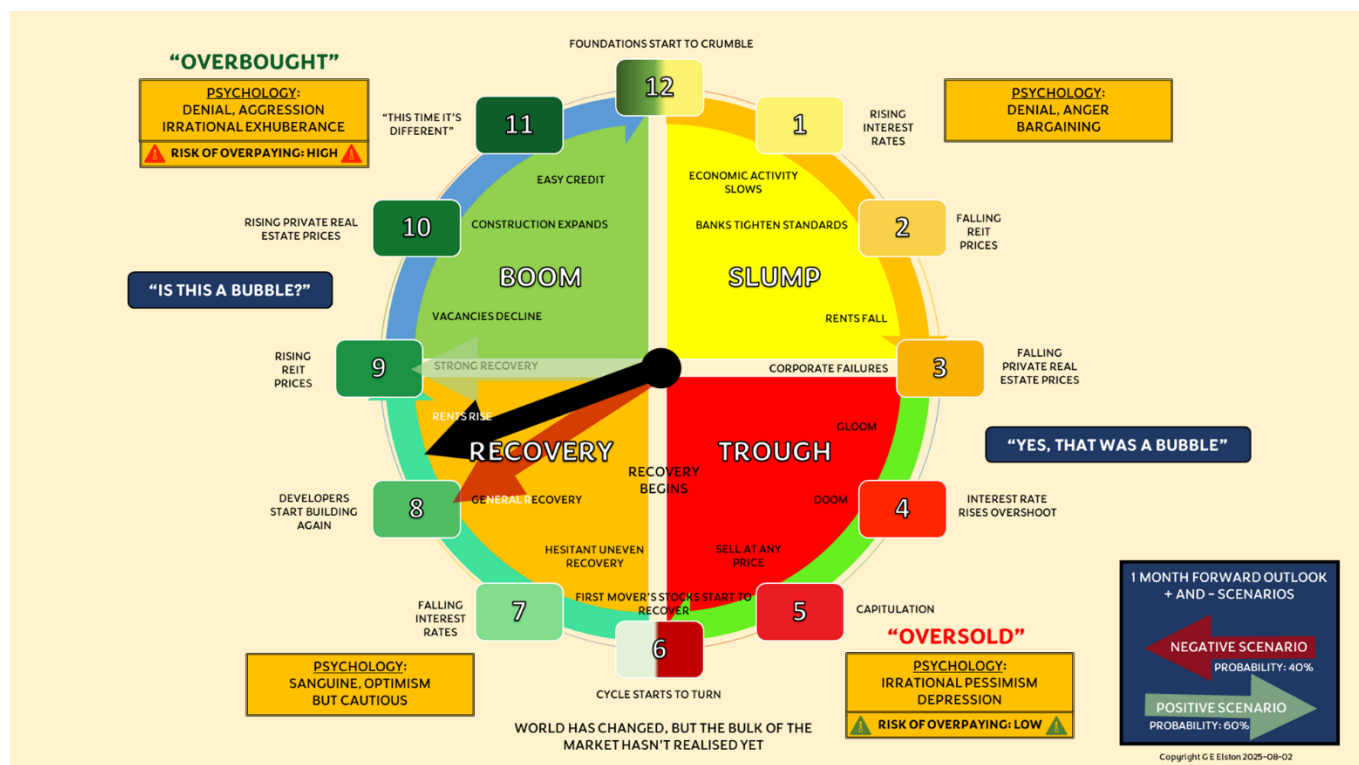 FOUNDATIONS START TO CRUMBLE
12
"OVERBOUGHT"
PSYCHOLOGY:
DENIAL, AGGRESSION
IRRATIONAL EXHUBERANCE
RISK OF OVERPAYING: HIGH
"THIS TIME IT'S
DIFFERENT"
11
1
RISING
INTEREST
RATES
PSYCHOLOGY:
DENIAL, ANGER
BARGAINING
EASY CREDIT
ECONOMIC ACTIVITY
SLOWS
RISING PRIVATE REAL
ESTATE PRICES
10
CONSTRUCTION EXPANDS
BANKS TIGHTEN STANDARDS
2
FALLING
REIT
PRICES
BOOM
SLUMP
"IS THIS A BUBBLE?"
VACANCIES DECLINE
RENTS FALL
RISING
REIT
PRICES
9
STRONG RECOVERY
CORPORATE FAILURES
3
FALLING
PRIVATE REAL
ESTATE PRICES
RENTS RISE
GLOOM
RECOVERY
TROUGH
"YES, THAT WAS A BUBBLE"
RECOVERY
BEGINS
DEVELOPERS
START BUILDING
AGAIN
8
GENERAL RECOVERY
DOOM
4
INTEREST RATE
RISES OVERSHOOT
HESITANT UNEVEN
RECOVERY
SELL AT ANY
PRICE
FALLING
INTEREST
RATES
7
FIRST MOVER'S STOCKS START TO
RECOVER
5
CAPITULATION
6
CYCLE STARTS TO TURN
"OVERSOLD"
PSYCHOLOGY:
SANGUINE, OPTIMISM
BUT CAUTIOUS
PSYCHOLOGY:
IRRATIONAL PESSIMISM
DEPRESSION
RISK OF OVERPAYING: LOW
WORLD HAS CHANGED, BUT THE BULK OF THE
MARKET HASN'T REALISED YET
1 MONTH FORWARD OUTLOOK
+ AND – SCENARIOS
NEGATIVE SCENARIO
PROBABILITY: 40%
POSITIVE SCENARIO
PROBABILITY: 60%
Copyright G E Elston 2025-08-02